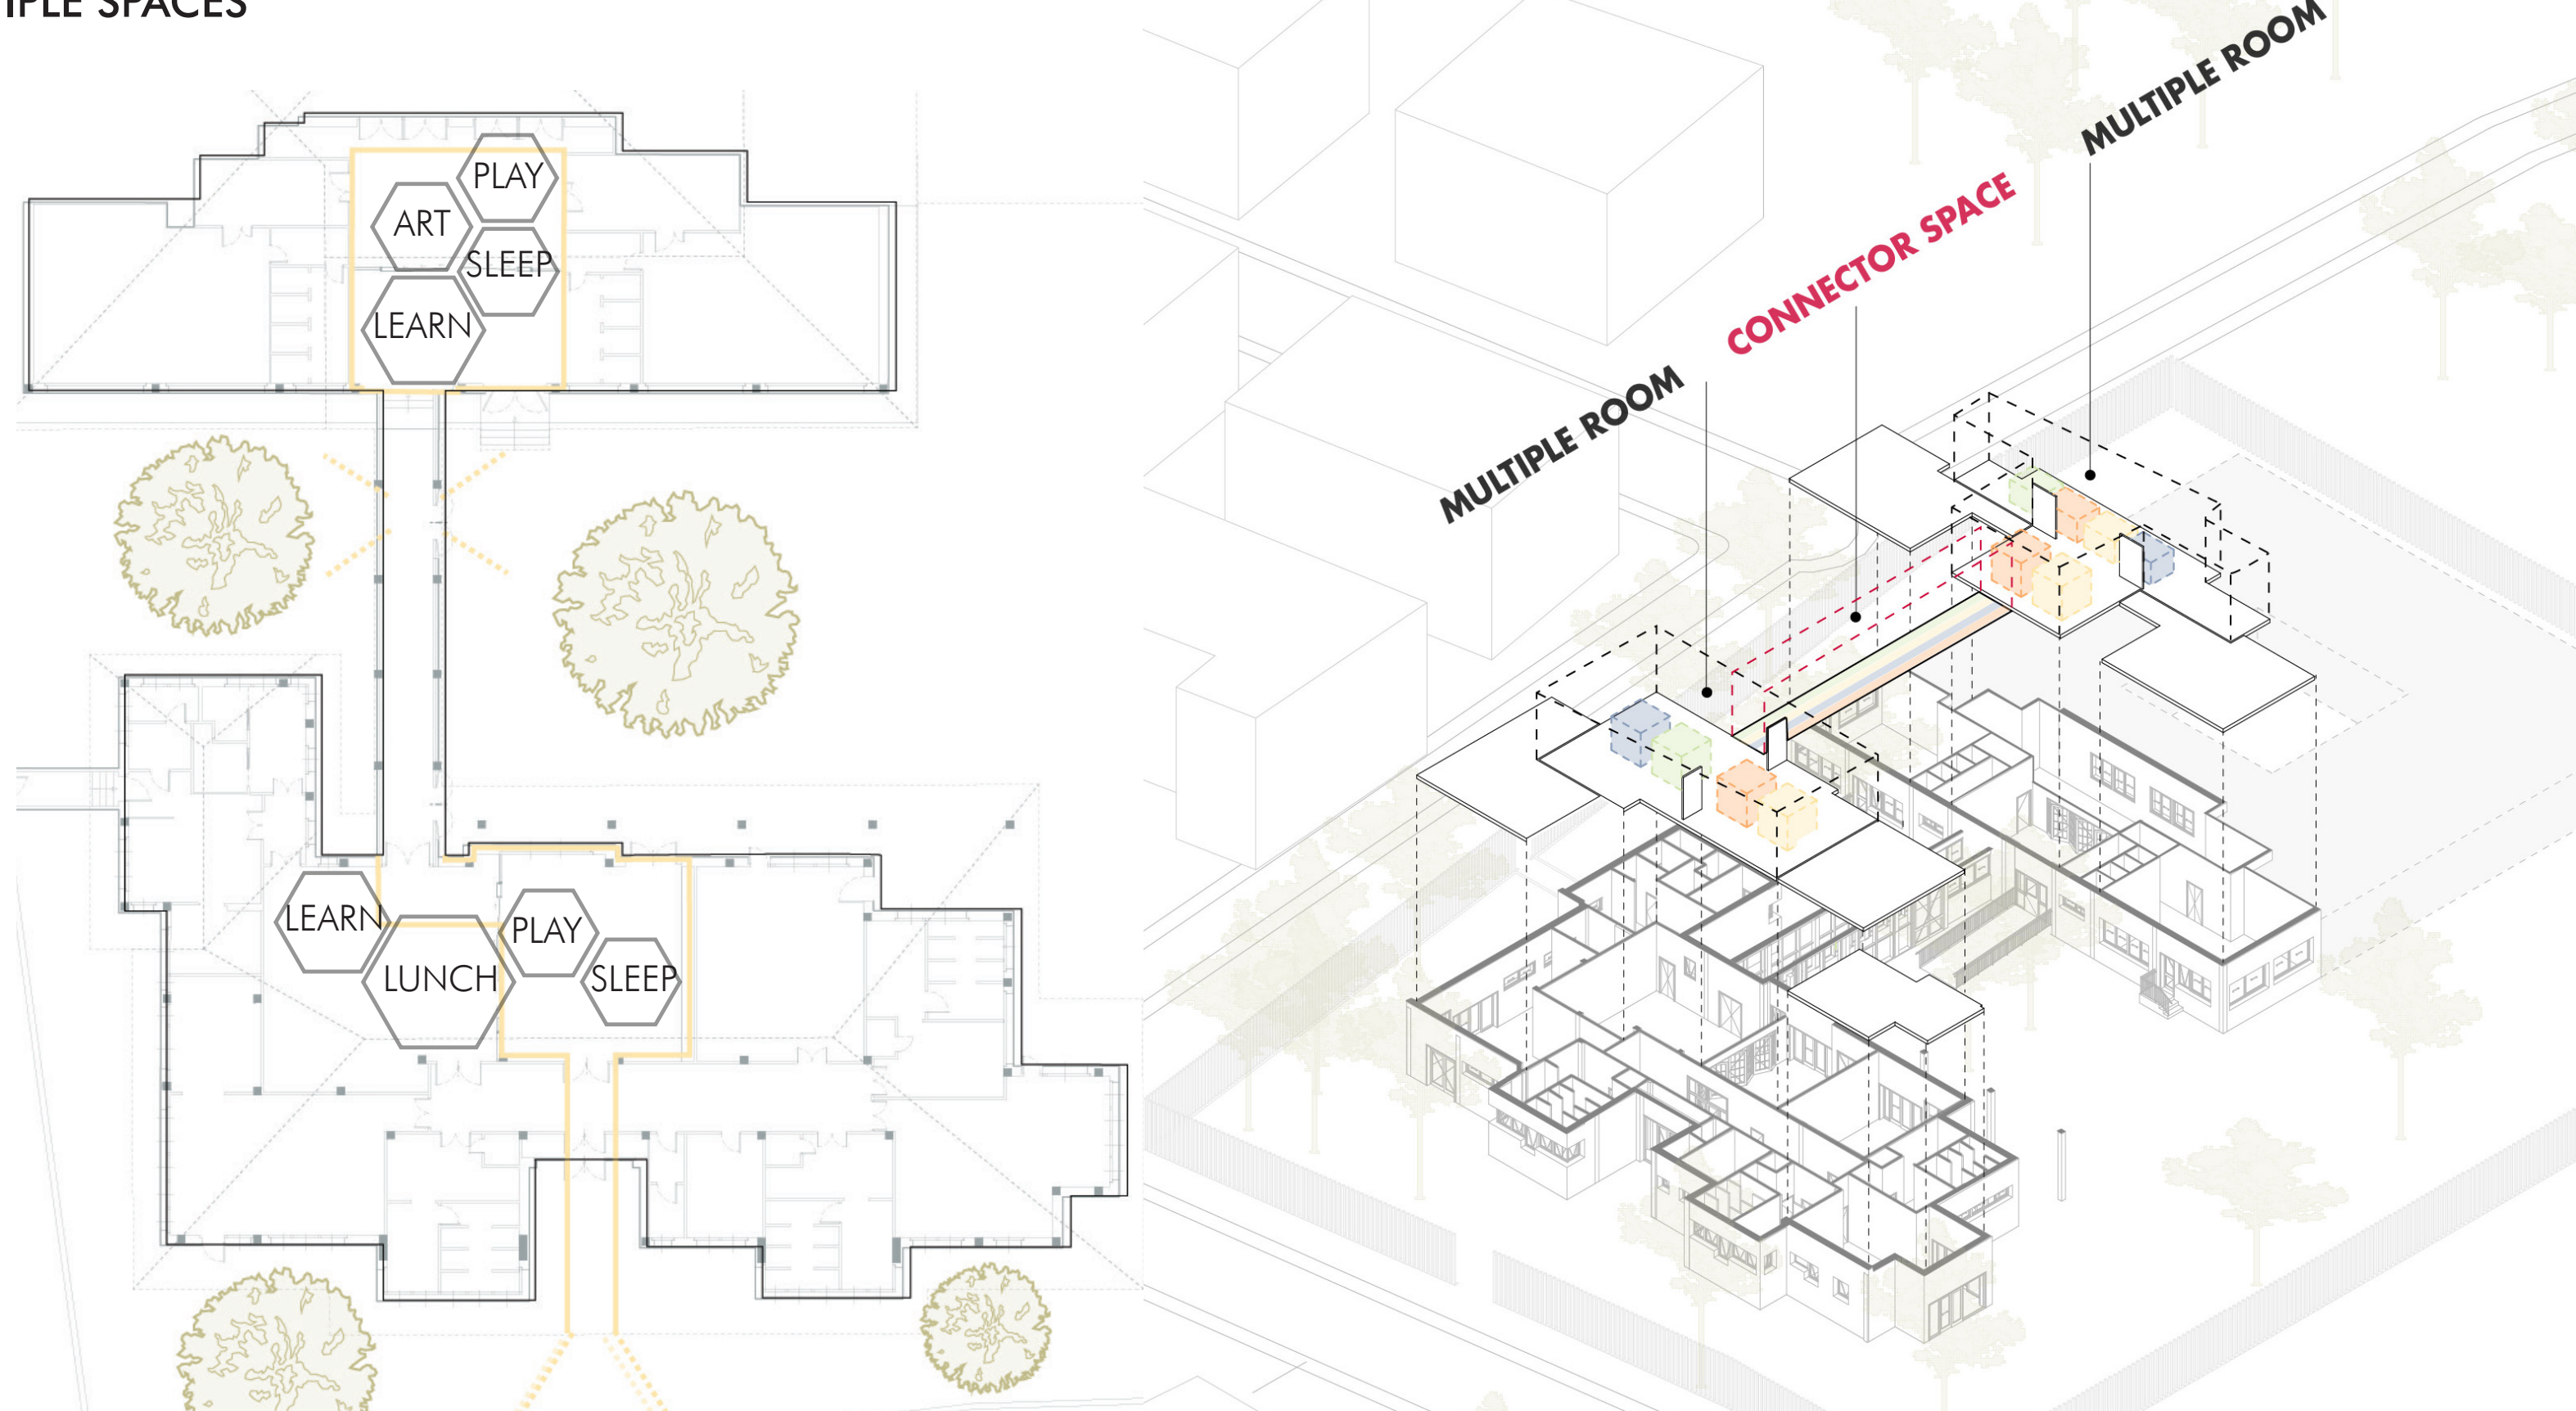 IPLE SPACES
PLAY
ART
SLEEP
LEARN
LEARN
LUNCH
PLAY
SLEEP
MULTIPLE ROOM
CONNECTOR SPACE
MULTIPLE ROOM